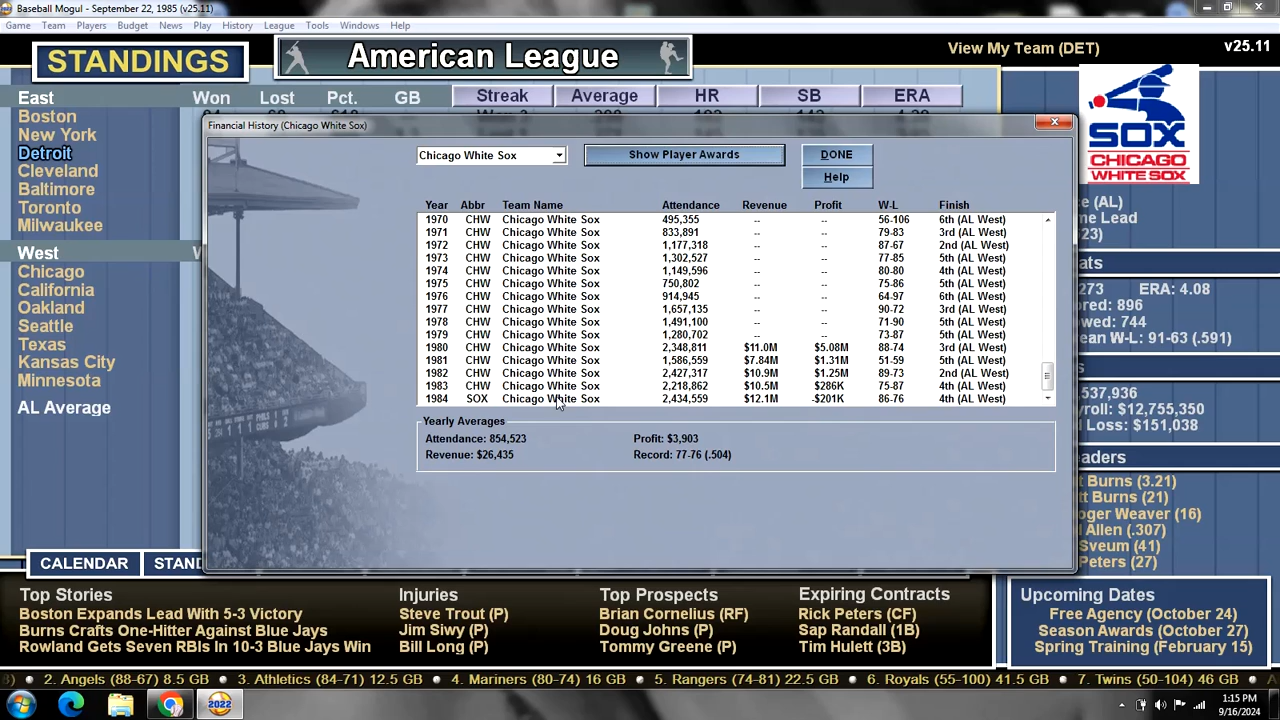 Baseball Mogul - September 22, 1985 (v25.11)
Game Team Players Budget News Play History League Tools Windows Help
STANDINGS American League View My Team (DET) v25.11
East Won Lost Pct. GB Streak Average HR SB ERA
Boston
New York
Detroit
Cleveland
Baltimore
Toronto
Milwaukee
West
Chicago
California
Oakland
Seattle
Texas
Kansas City
Minnesota
AL Average
Financial History (Chicago White Sox)
Chicago White Sox Show Player Awards DONE
Help
Year Abbr Team Name Attendance Revenue Profit W-L Finish
1970 CHW Chicago White Sox 495,355 -- -- 56-106 6th (AL West)
1971 CHW Chicago White Sox 833,891 -- -- 79-83 3rd (AL West)
1972 CHW Chicago White Sox 1,177,318 -- -- 87-67 2nd (AL West)
1973 CHW Chicago White Sox 1,302,527 -- -- 77-85 5th (AL West)
1974 CHW Chicago White Sox 1,149,596 -- -- 80-80 4th (AL West)
1975 CHW Chicago White Sox 750,802 -- -- 75-86 5th (AL West)
1976 CHW Chicago White Sox 914,945 -- -- 64-97 6th (AL West)
1977 CHW Chicago White Sox 1,657,135 -- -- 90-72 3rd (AL West)
1978 CHW Chicago White Sox 1,491,100 -- -- 71-90 5th (AL West)
1979 CHW Chicago White Sox 1,280,702 -- -- 73-87 5th (AL West)
1980 CHW Chicago White Sox 2,348,811 $11.0M $5.08M 88-74 3rd (AL West)
1981 CHW Chicago White Sox 1,586,559 $7.84M $1.31M 51-59 5th (AL West)
1982 CHW Chicago White Sox 2,427,317 $10.9M $1.25M 89-73 2nd (AL West)
1983 CHW Chicago White Sox 2,218,862 $10.5M $286K 75-87 4th (AL West)
1984 SOX Chicago White Sox 2,434,559 $12.1M -$201K 86-76 4th (AL West)
Yearly Averages
Attendance: 854,523 Profit: $3,903
Revenue: $26,435 Record: 77-76 (.504)
SOX
CHICAGO
WHITE SOX
ce (AL)
me Lead
523)
ats
273 ERA: 4.08
ored: 896
owed: 744
ean W-L: 91-63 (.591)
s
,537,936
yroll: $12,755,350
Loss: $151,038
eaders
t Burns (3.21)
tt Burns (21)
oger Weaver (16)
d Allen (.307)
Sveum (41)
Peters (27)
CALENDAR STAND
Top Stories
Boston Expands Lead With 5-3 Victory
Burns Crafts One-Hitter Against Blue Jays
Rowland Gets Seven RBIs In 10-3 Blue Jays Win
Injuries
Steve Trout (P)
Jim Siwy (P)
Bill Long (P)
Top Prospects
Brian Cornelius (RF)
Doug Johns (P)
Tommy Greene (P)
Expiring Contracts
Rick Peters (CF)
Sap Randall (1B)
Tim Hulett (3B)
Upcoming Dates
Free Agency (October 24)
Season Awards (October 27)
Spring Training (February 15)
8) • 2. Angels (88-67) 8.5 GB • 3. Athletics (84-71) 12.5 GB • 4. Mariners (80-74) 16 GB • 5. Rangers (74-81) 22.5 GB • 6. Royals (55-100) 41.5 GB • 7. Twins (50-104) 46 GB •
2022
1:15 PM
9/16/2024